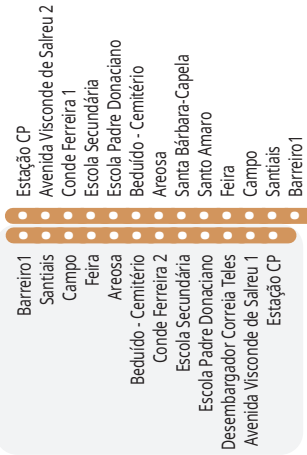 Estação CP
Avenida Visconde de Salreu 2
Conde Ferreira 1
Escola Secundária
Escola Padre Donaciano
Beduído - Cemitério
Areosa
Santa Bárbara-Capela
Santo Amaro
Feira
Campo
Santiais
Barreiro1
Barreiro1
Santiais
Campo
Feira
Areosa
Beduído - Cemitério
Conde Ferreira 2
Escola Secundária
Escola Padre Donaciano
Desembargador Correia Teles
Avenida Visconde de Salreu 1
Estação CP